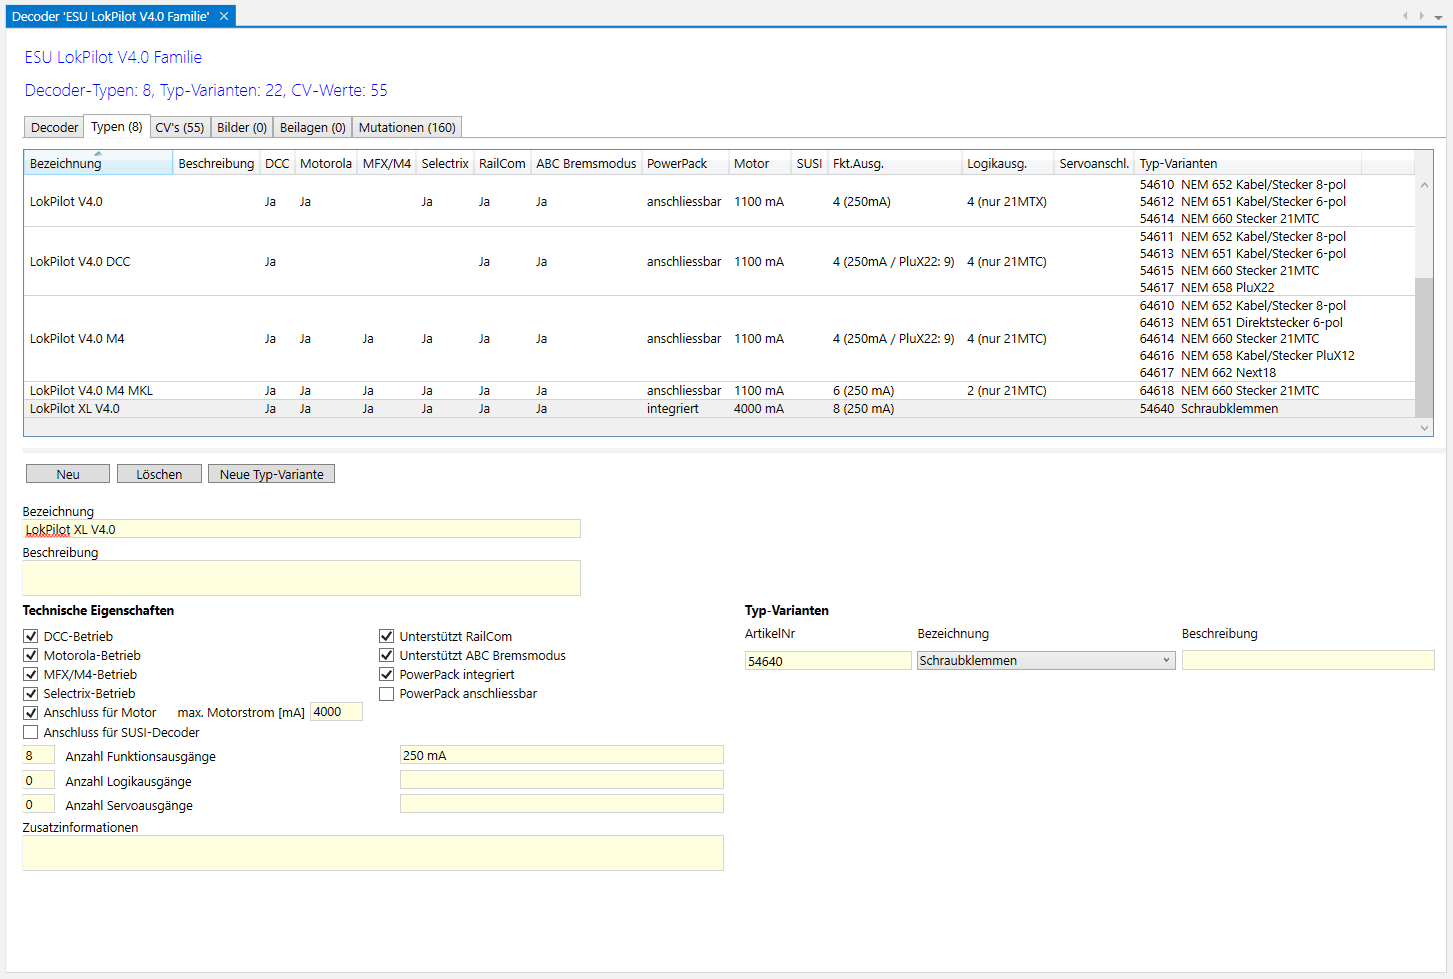 Decoder 'ESU LokPilot V4.0 Familie'
ESU LokPilot V4.0 Familie
Decoder-Typen: 8, Typ-Varianten: 22, CV-Werte: 55
Decoder Typen (8) CV's (55) Bilder (0) Beilagen (0) Mutationen (160)
Bezeichnung Beschreibung DCC Motorola MFX/M4 Selectrix RailCom ABC Bremsmodus PowerPack Motor SUSI Fkt.Ausg. Logikausg. Servoanschl. Typ-Varianten
54610 NEM 652 Kabel/Stecker 8-pol
LokPilot V4.0 Ja Ja Ja Ja Ja anschliessbar 1100 mA 4 (250mA) 4 (nur 21MTX) 54612 NEM 651 Kabel/Stecker 6-pol
54614 NEM 660 Stecker 21MTC
54611 NEM 652 Kabel/Stecker 8-pol
54613 NEM 651 Kabel/Stecker 6-pol
LokPilot V4.0 DCC Ja Ja Ja anschliessbar 1100 mA 4 (250mA / PluX22: 9) 4 (nur 21MTC)
54615 NEM 660 Stecker 21MTC
54617 NEM 658 PluX22
64610 NEM 652 Kabel/Stecker 8-pol
64613 NEM 651 Direktstecker 6-pol
LokPilot V4.0 M4 Ja Ja Ja Ja Ja Ja anschliessbar 1100 mA 4 (250mA / PluX22: 9) 4 (nur 21MTC) 64614 NEM 660 Stecker 21MTC
64616 NEM 658 Kabel/Stecker PluX12
64617 NEM 662 Next18
LokPilot V4.0 M4 MKL Ja Ja Ja Ja Ja Ja anschliessbar 1100 mA 6 (250 mA) 2 (nur 21MTC) 64618 NEM 660 Stecker 21MTC
LokPilot XL V4.0 Ja Ja Ja Ja Ja Ja integriert 4000 mA 8 (250 mA) 54640 Schraubklemmen
Neu Löschen Neue Typ-Variante
Bezeichnung
LokPilot XL V4.0
Beschreibung
Technische Eigenschaften
DCC-Betrieb
Motorola-Betrieb
MFX/M4-Betrieb
Selectrix-Betrieb
Anschluss für Motor max. Motorstrom [mA] 4000
Anschluss für SUSI-Decoder
Unterstützt RailCom
Unterstützt ABC Bremsmodus
PowerPack integriert
PowerPack anschliessbar
8 Anzahl Funktionsausgänge 250 mA
0 Anzahl Logikausgänge
0 Anzahl Servoausgänge
Zusatzinformationen
Typ-Varianten
ArtikelNr Bezeichnung Beschreibung
54640 Schraubklemmen